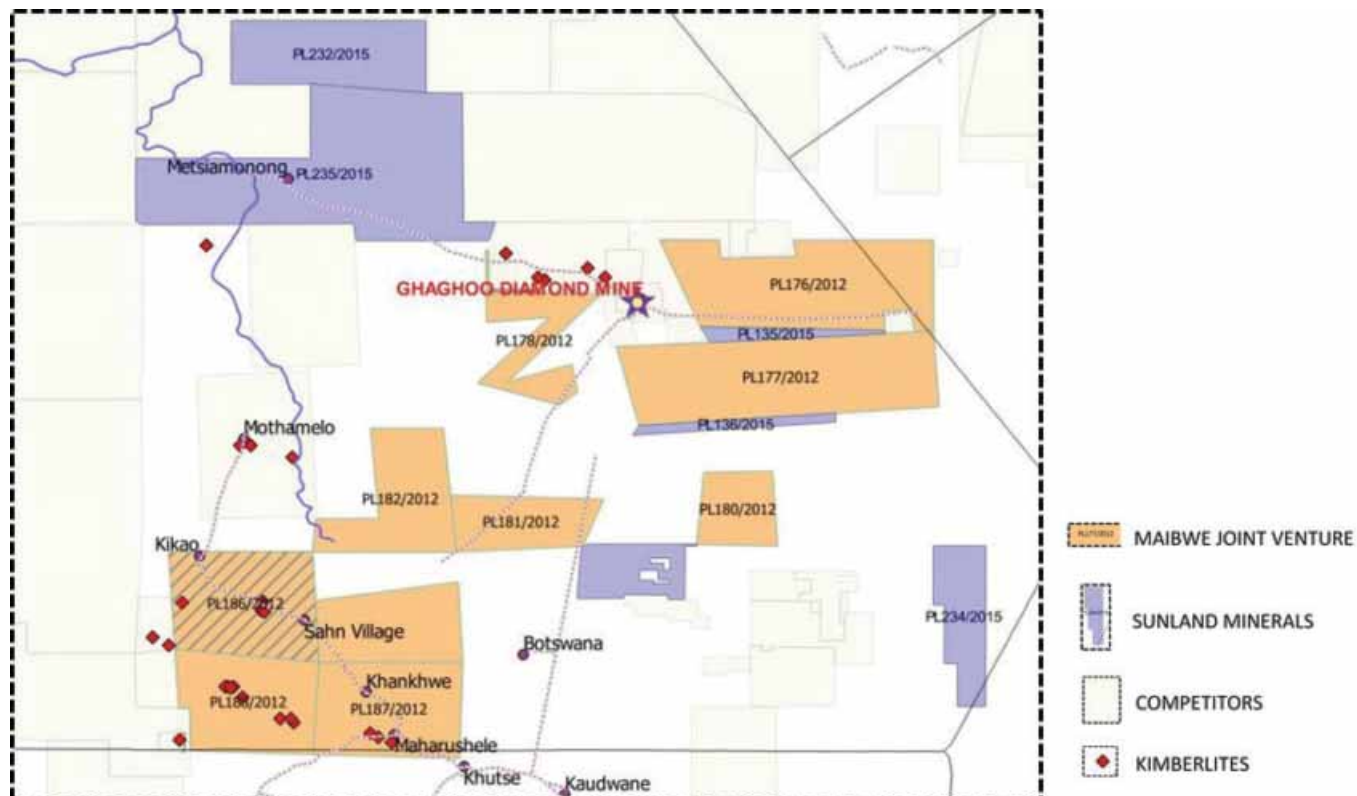 PL232/2015
Metsiamonong
PL235/2015
GHAGHOO DIAMOND MINE
PL176/2012
PL178/2012
PL135/2015
PL177/2012
PL136/2015
Mothamelo
PL182/2012
PL181/2012
PL180/2012
Kikao
PL186/2012
Sahn Village
PL234/2015
Botswana
Khankhwe
PL187/2012
Maharushele
Khutse
Kaudwane
MAIBWE JOINT VENTURE
SUNLAND MINERALS
COMPETITORS
KIMBERLITES